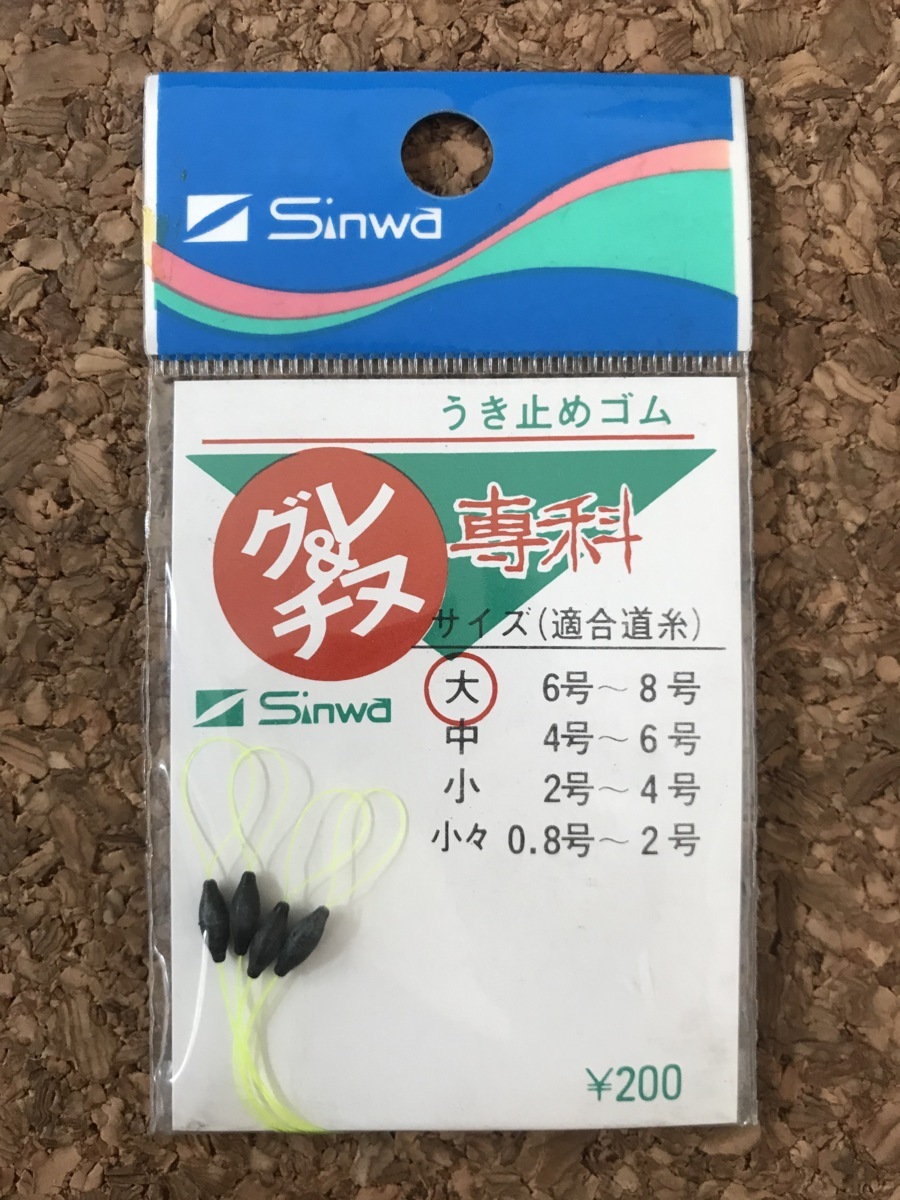 Sinwa
うき止めゴム
グレ
&
チヌ
専科
サイズ(適合道糸)
Sinwa
大 6号~8号
中 4号~6号
小 2号~4号
小々 0.8号~2号
¥200